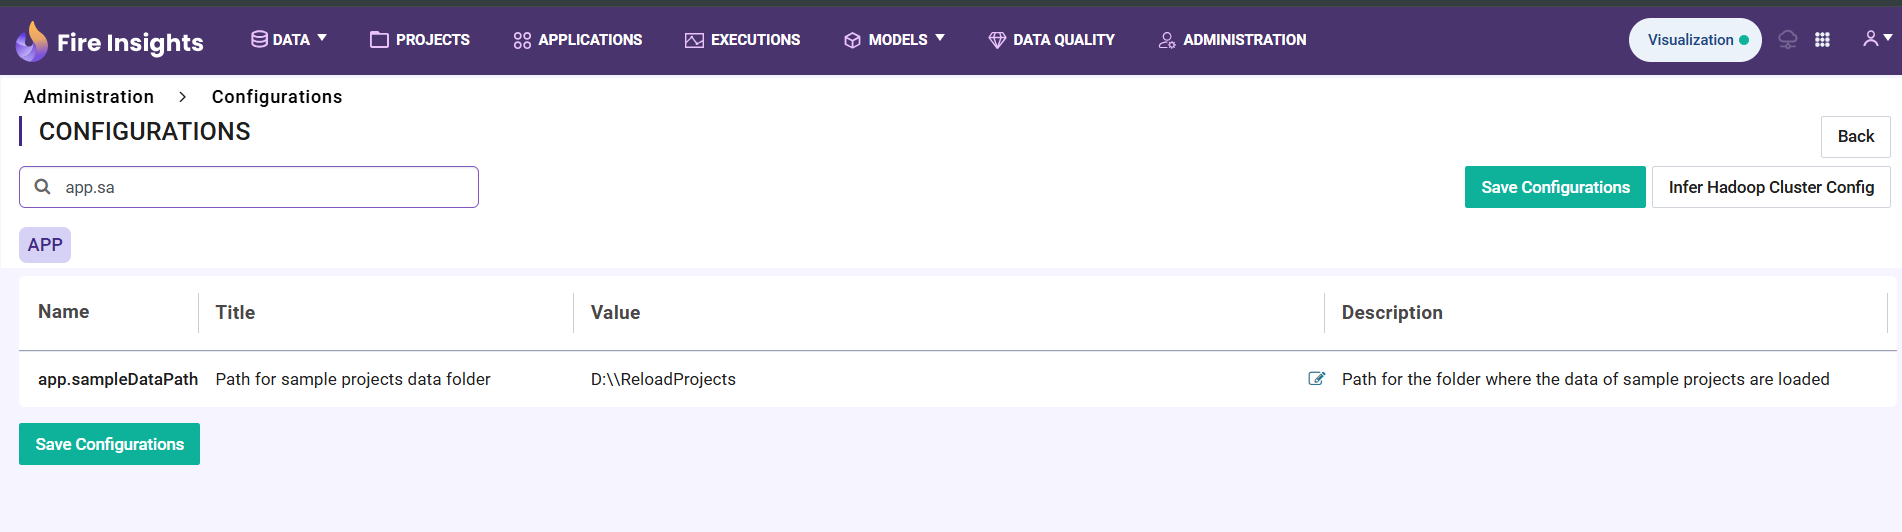 Fire Insights DATA PROJECTS APPLICATIONS EXECUTIONS MODELS DATA QUALITY ADMINISTRATION Visualization
Administration > Configurations
CONFIGURATIONS
Back
app.sa
Save Configurations Infer Hadoop Cluster Config
APP
Name Title Value Description
app.sampleDataPath Path for sample projects data folder D:\\ReloadProjects Path for the folder where the data of sample projects are loaded
Save Configurations